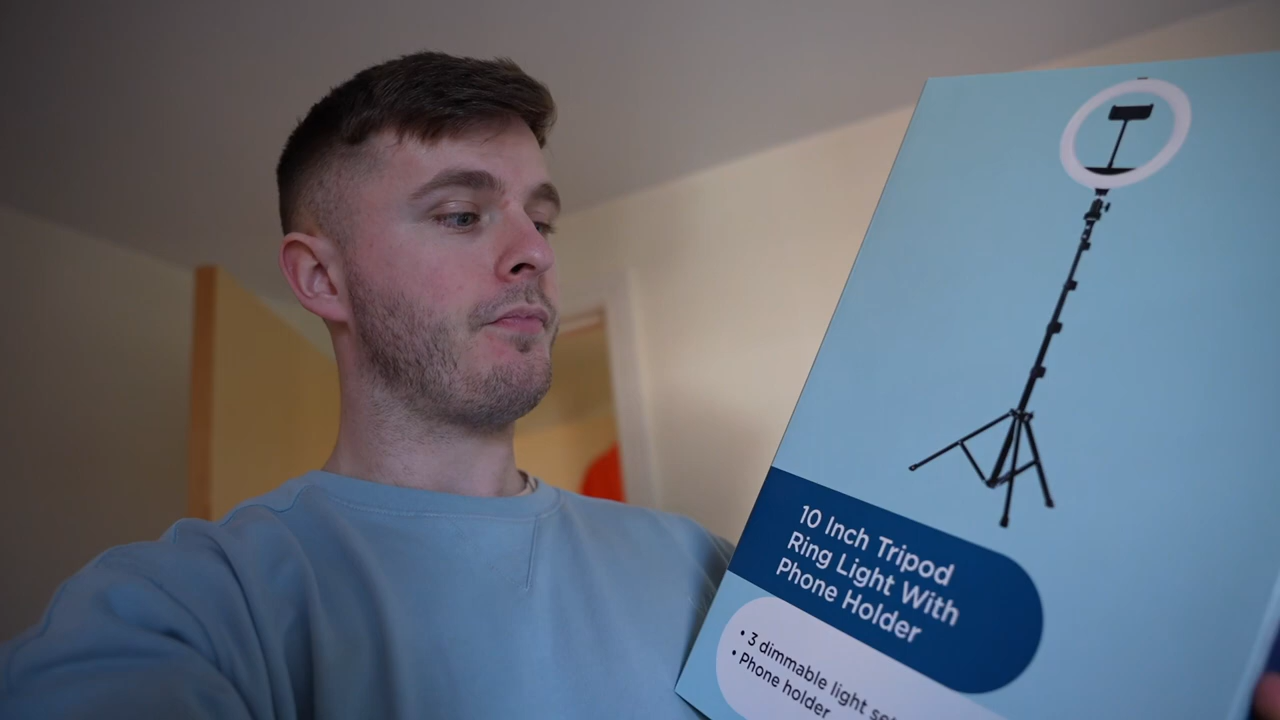 10 Inch Tripod
Ring Light With
Phone Holder
• 3 dimmable light
• Phone holder